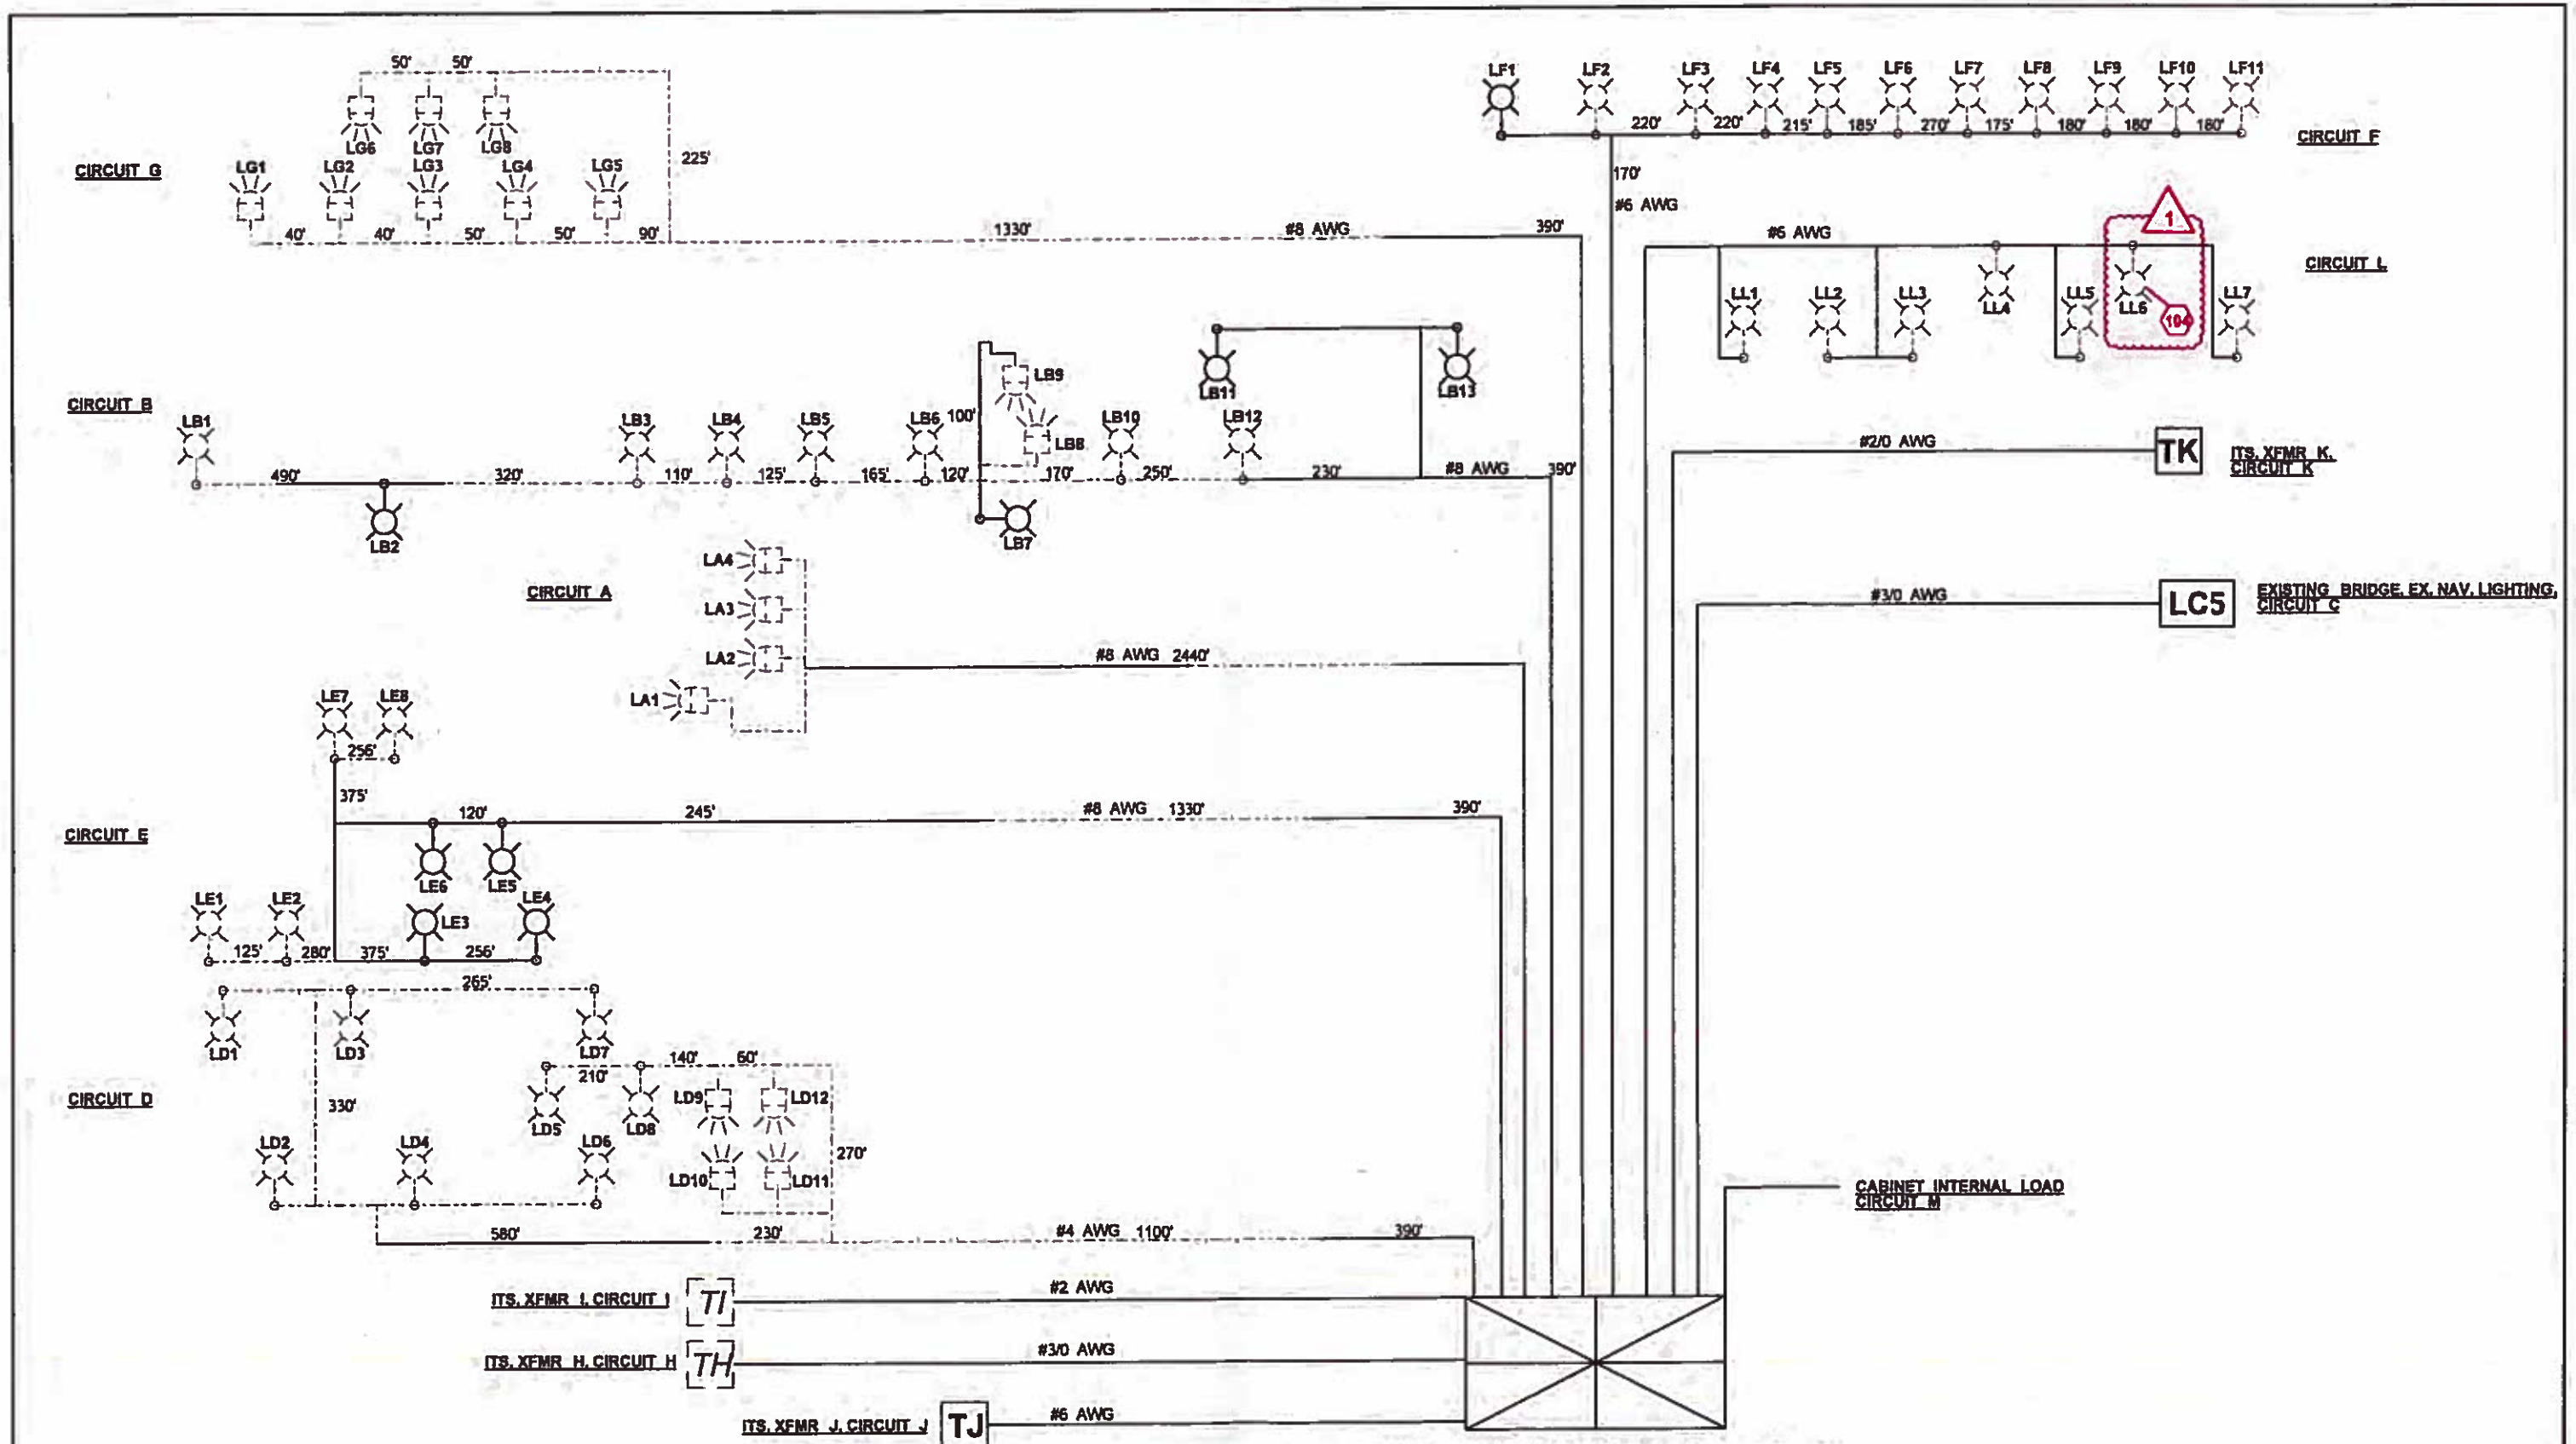 50' 50'
LG6 LG7 LG8
225'
CIRCUIT G
LG1 LG2 LG3 LG4 LG5
40' 40' 50' 50' 90' 1330' #8 AWG 390'
LF1 LF2 LF3 LF4 LF5 LF6 LF7 LF8 LF9 LF10 LF11
220' 220' 215' 185' 270' 175' 180' 180' 180'
CIRCUIT F
170'
#6 AWG
1
#6 AWG
CIRCUIT L
LL1 LL2 LL3 LL4 LL5 LL6 LL7
CIRCUIT B
LB9
LB11 LB13
LB1 LB3 LB4 LB5 LB6 100' LB8 LB10 LB12
490' 320' 110' 125' 165' 120' 170' 250' 230' #8 AWG 390'
LB2 LB7
#2/0 AWG
TK
ITS, XFMR K,
CIRCUIT K
CIRCUIT A
LA4
LA3
LA2
LA1
#8 AWG 2440'
#3/0 AWG
LC5
EXISTING BRIDGE, EX. NAV. LIGHTING,
CIRCUIT C
LE7 LE8
256'
375'
120' 245' #8 AWG 1330' 390'
CIRCUIT E
LE6 LE5
LE1 LE2 LE3 LE4
125' 280' 375' 256'
265'
LD1 LD3 LD7
140' 60'
210'
CIRCUIT D
330'
LD9 LD12
LD5 LD8
LD2 LD4 LD6
270'
LD10 LD11
580' 230' #4 AWG 1100' 390'
CABINET INTERNAL LOAD
CIRCUIT M
ITS, XFMR I, CIRCUIT I
TI
#2 AWG
ITS, XFMR H, CIRCUIT H
TH
#3/0 AWG
ITS, XFMR J, CIRCUIT J
TJ
#6 AWG